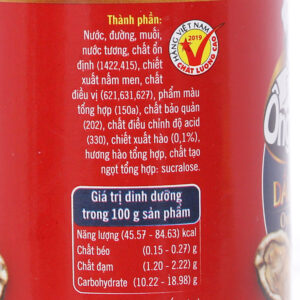 Thành phần:
Nước, đường, muối,
nước tương, chất ổn
định (1422,415), chiết
xuất nấm men, chất
điều vị (621,631,627), phẩm màu
tổng hợp (150a), chất bảo quản
(202), chất điều chỉnh độ acid
(330), chiết xuất hào (0,1%),
hương hào tổng hợp, chất tạo
ngọt tổng hợp: sucralose.
HÀNG VIỆT NAM
2019
CHẤT LƯỢNG CAO
Giá trị dinh dưỡng
trong 100 g sản phẩm
Năng lượng (45.57 - 84.63) kcal
Chất béo (0.15 - 0.27) g
Chất đạm (1.20 - 2.22) g
Carbohydrate (10.22 - 18.98) g